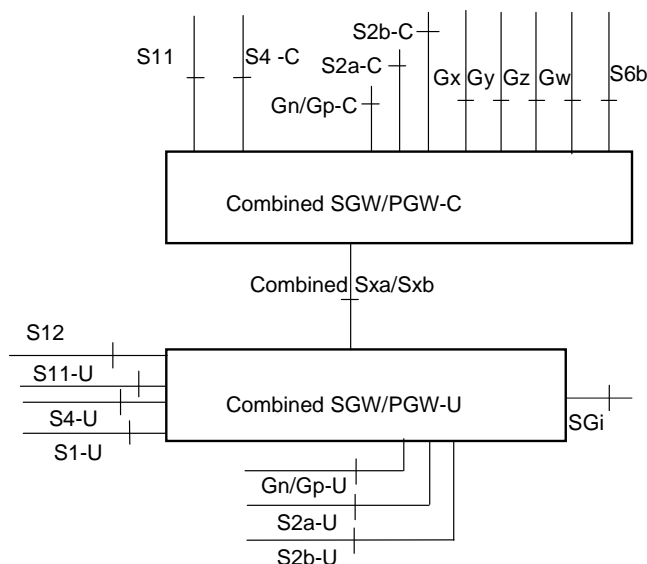 S2b-C
S11
S4 -C
S2a-C
Gx Gy Gz Gw S6b
Gn/Gp-C
Combined SGW/PGW-C
Combined Sxa/Sxb
S12
S11-U
Combined SGW/PGW-U
S4-U
SGi
S1-U
Gn/Gp-U
S2a-U
S2b-U